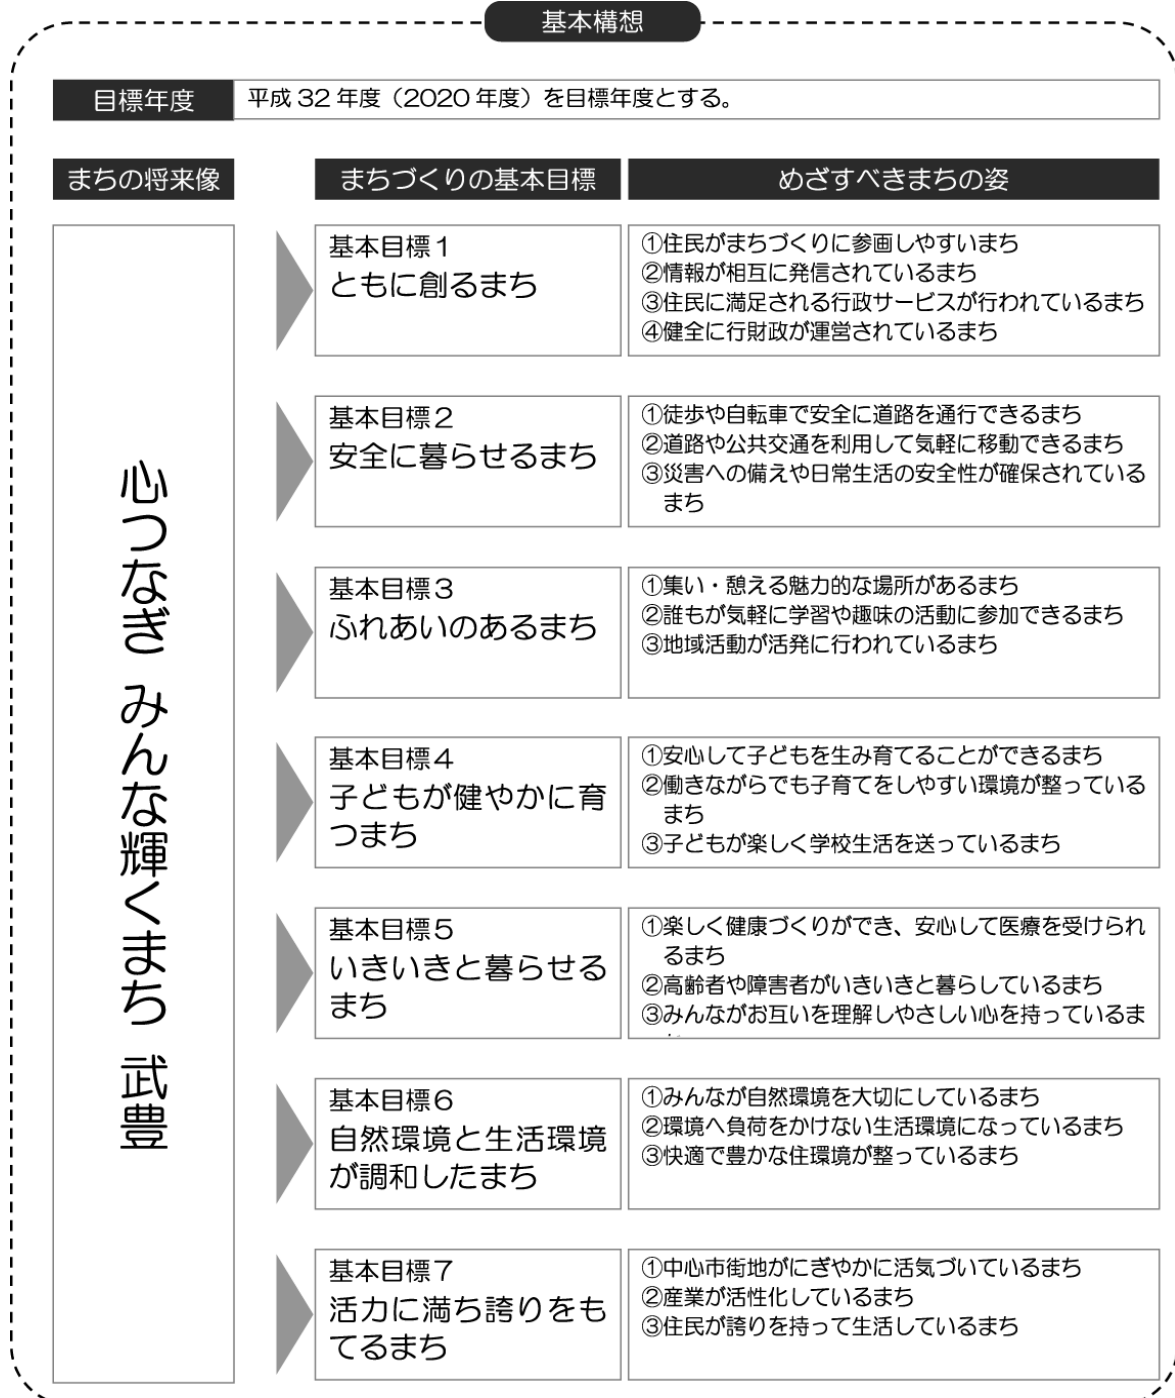 基本構想
目標年度
平成 32 年度（2020 年度）を目標年度とする。
まちの将来像
まちづくりの基本目標
めざすべきまちの姿
心つなぎ みんな輝くまち 武豊
基本目標１
ともに創るまち
①住民がまちづくりに参画しやすいまち
②情報が相互に発信されているまち
③住民に満足される行政サービスが行われているまち
④健全に行財政が運営されているまち
基本目標２
安全に暮らせるまち
①徒歩や自転車で安全に道路を通行できるまち
②道路や公共交通を利用して気軽に移動できるまち
③災害への備えや日常生活の安全性が確保されている
まち
基本目標３
ふれあいのあるまち
①集い・憩える魅力的な場所があるまち
②誰もが気軽に学習や趣味の活動に参加できるまち
③地域活動が活発に行われているまち
基本目標４
子どもが健やかに育
つまち
①安心して子どもを生み育てることができるまち
②働きながらでも子育てをしやすい環境が整っている
まち
③子どもが楽しく学校生活を送っているまち
基本目標５
いきいきと暮らせる
まち
①楽しく健康づくりができ、安心して医療を受けられ
るまち
②高齢者や障害者がいきいきと暮らしているまち
③みんながお互いを理解しやさしい心を持っているま
基本目標６
自然環境と生活環境
が調和したまち
①みんなが自然環境を大切にしているまち
②環境へ負荷をかけない生活環境になっているまち
③快適で豊かな住環境が整っているまち
基本目標７
活力に満ち誇りをも
てるまち
①中心市街地がにぎやかに活気づいているまち
②産業が活性化しているまち
③住民が誇りを持って生活しているまち